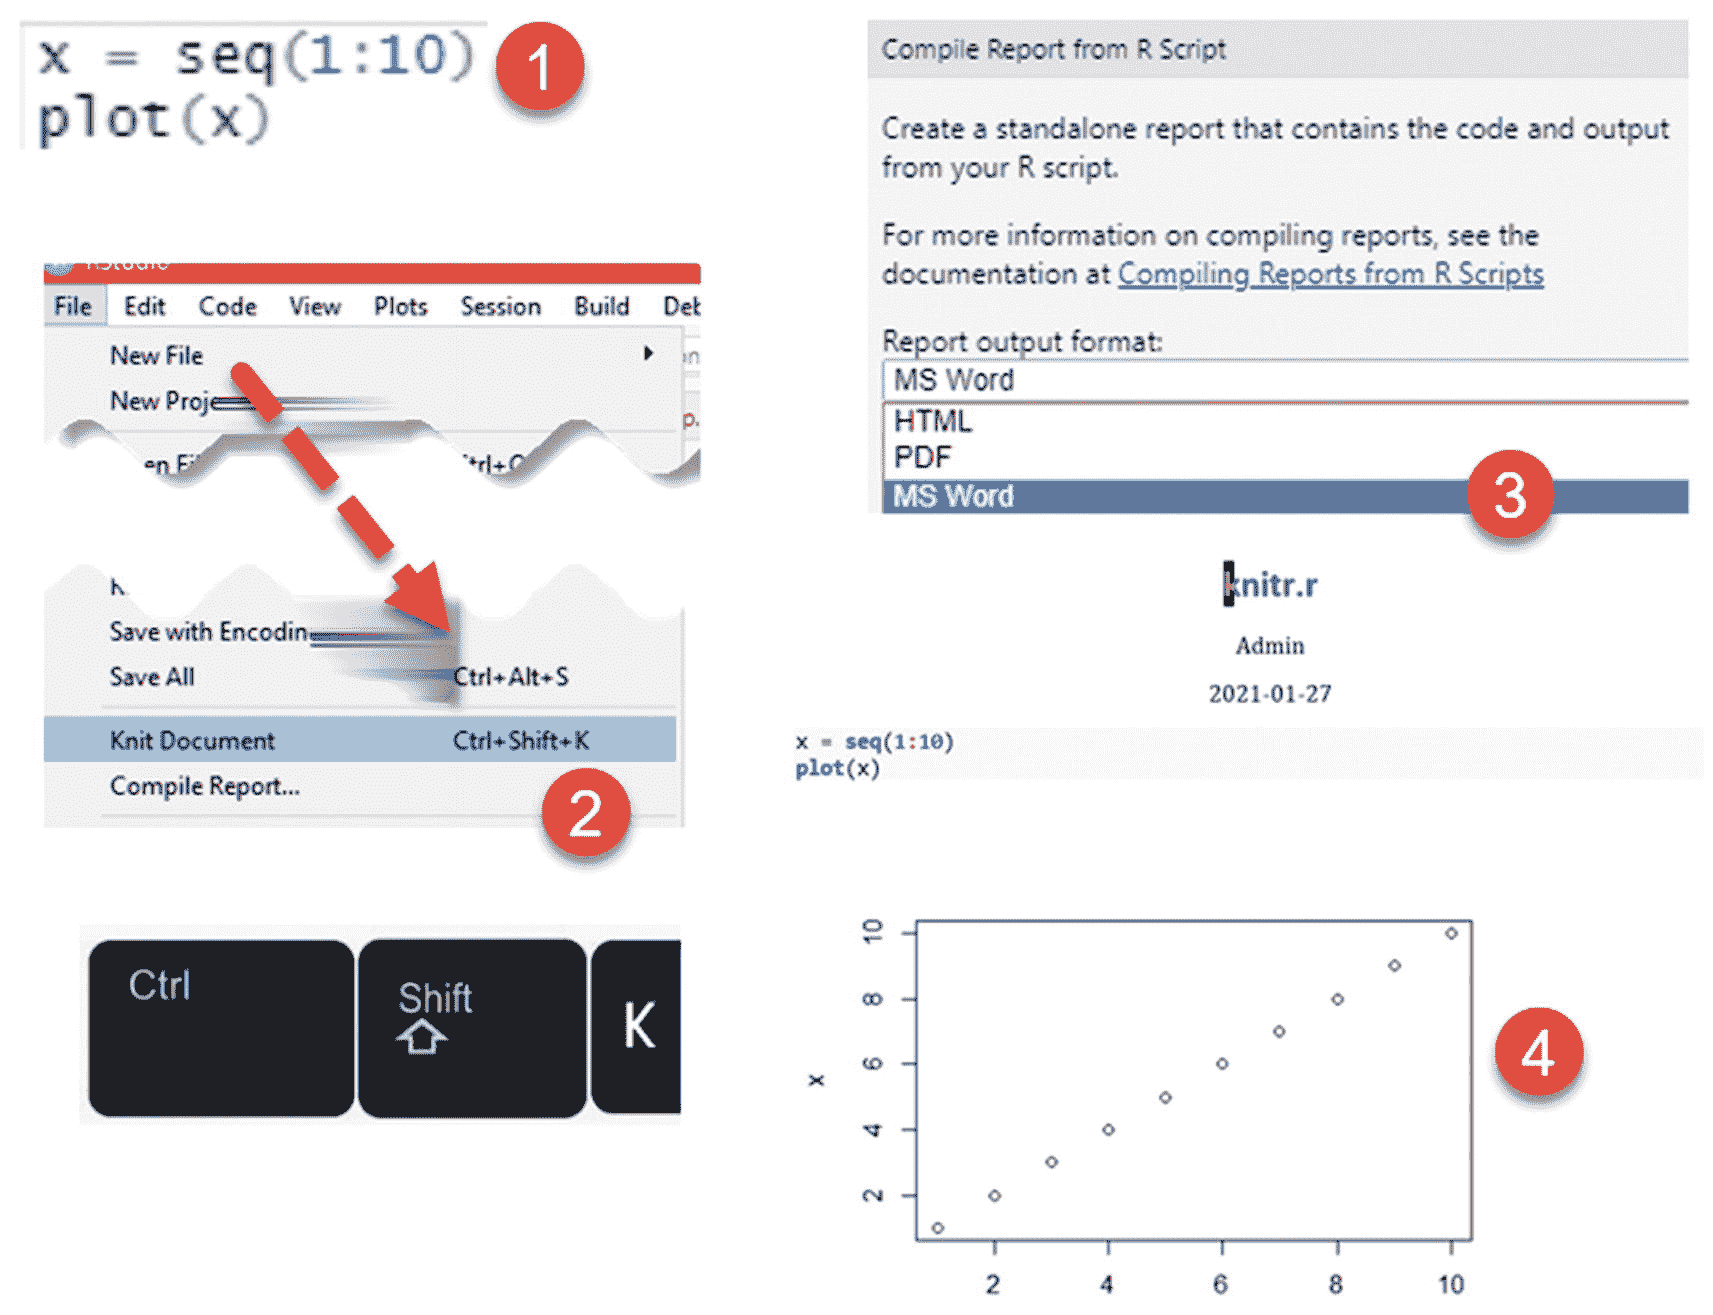 x = seq(1:10)
plot(x)
1
RStudio
File Edit Code View Plots Session Build
New File
New
Save with
Save All Ctrl+Alt+S
Knit Document Ctrl+Shift+K
Compile Report...
2
Ctrl
Shift
K
Compile Report from R Script
Create a standalone report that contains the code and output
from your R script.
For more information on compiling reports, see the
documentation at Compiling Reports from R Scripts
Report output format:
MS Word
HTML
PDF
MS Word
3
knitr.r
Admin
2021-01-27
x = seq(1:10)
plot(x)
10
8
6
4
2
x
2 4 6 8 10
4